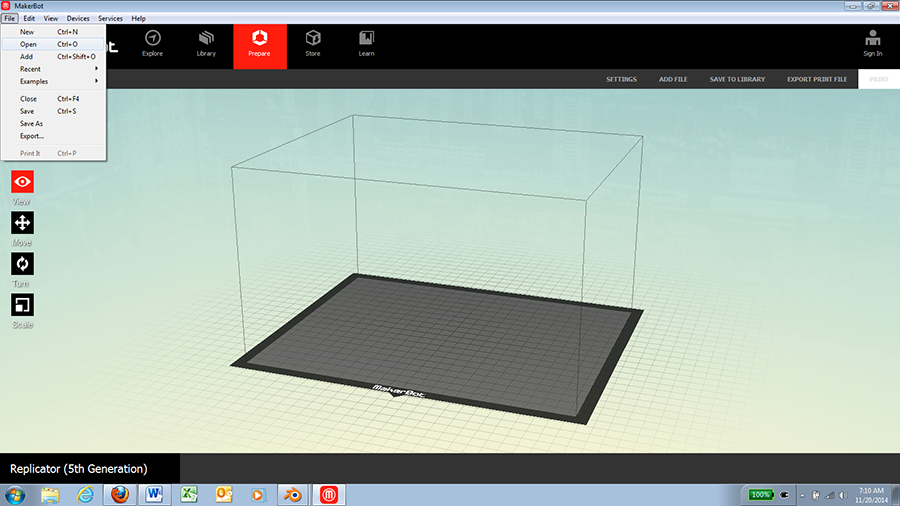 MakerBot
File Edit View Devices Services Help
New Ctrl+N
Open Ctrl+O
Add Ctrl+Shift+O
Recent
Examples
Close Ctrl+F4
Save Ctrl+S
Save As
Export...
Print It Ctrl+P
Explore Library Prepare Store Learn Sign In
SETTINGS ADD FILE SAVE TO LIBRARY EXPORT PRINT FILE PRINT
View
Move
Turn
Scale
MakerBot
Replicator (5th Generation)
100%
7:10 AM
11/20/2014